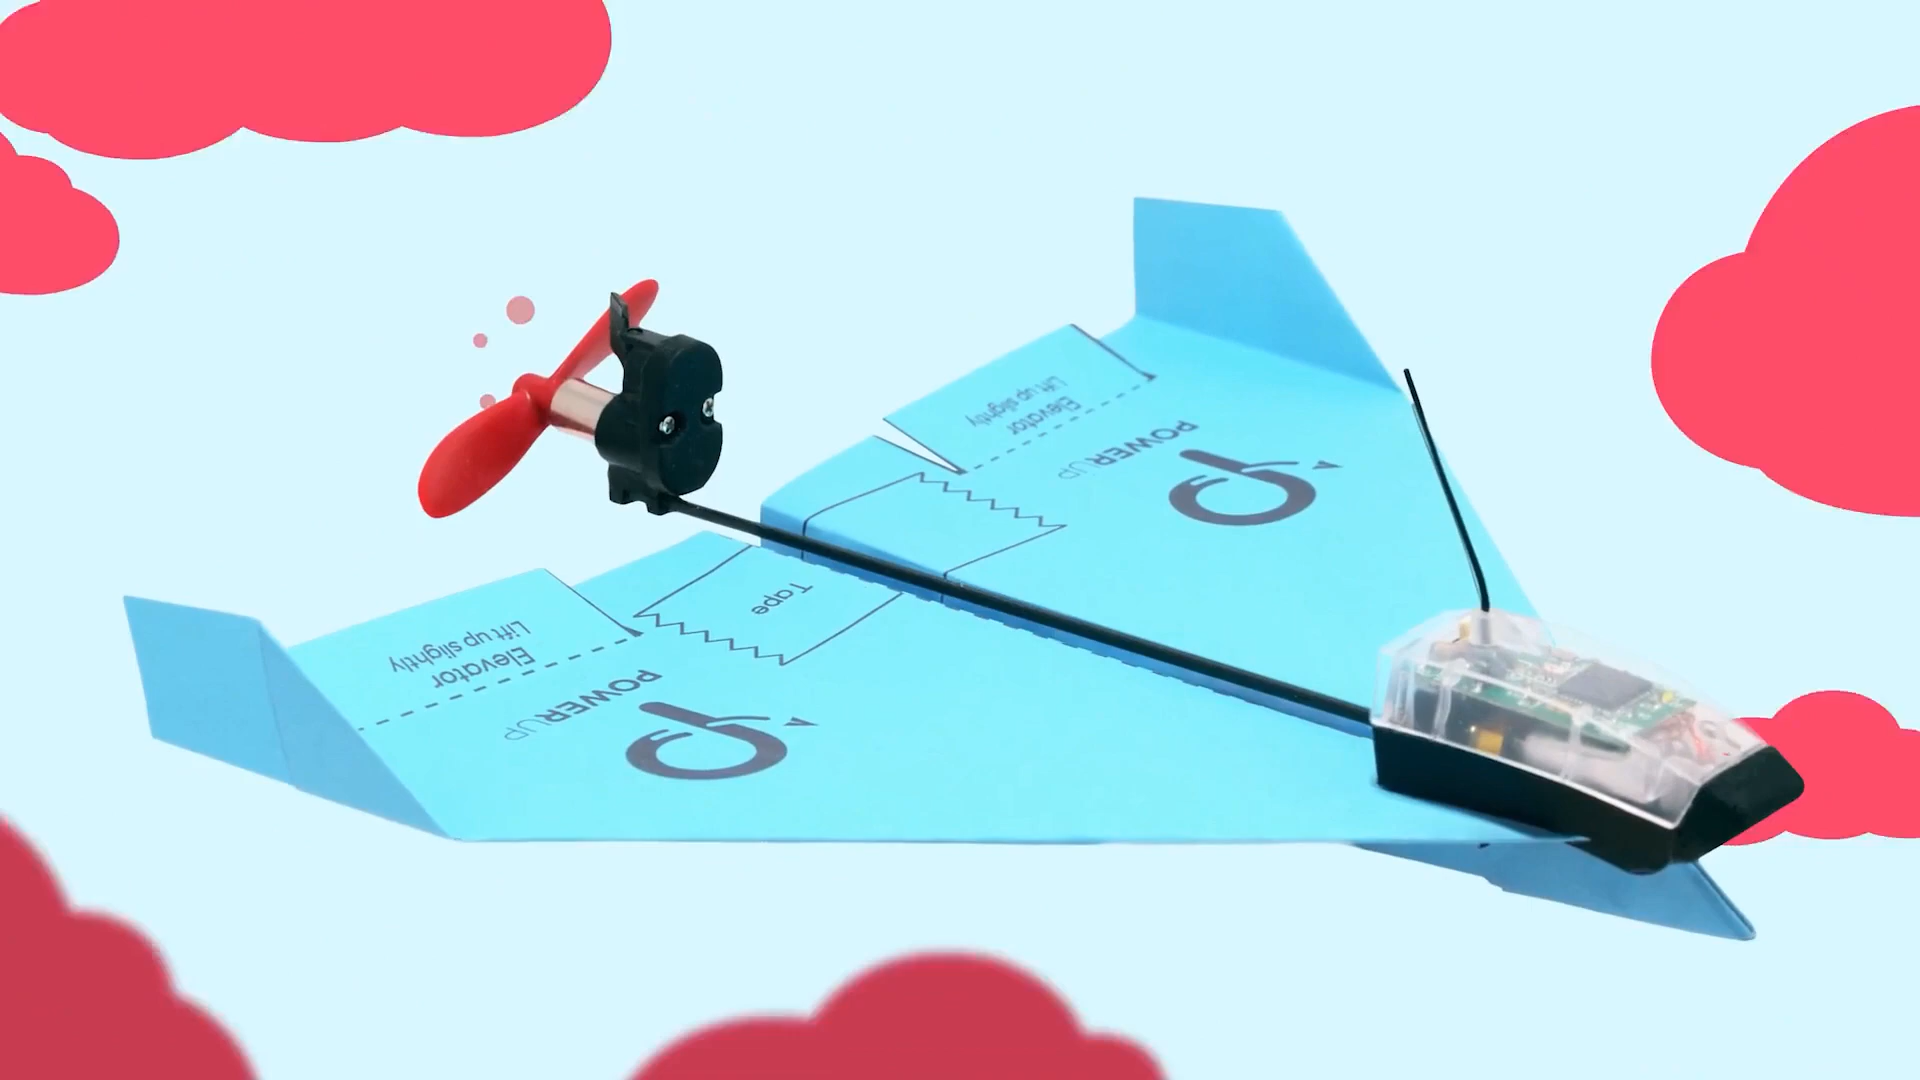 Elevator
Lift up slightly
POWERUP
Tape
Elevator
Lift up slightly
POWERUP